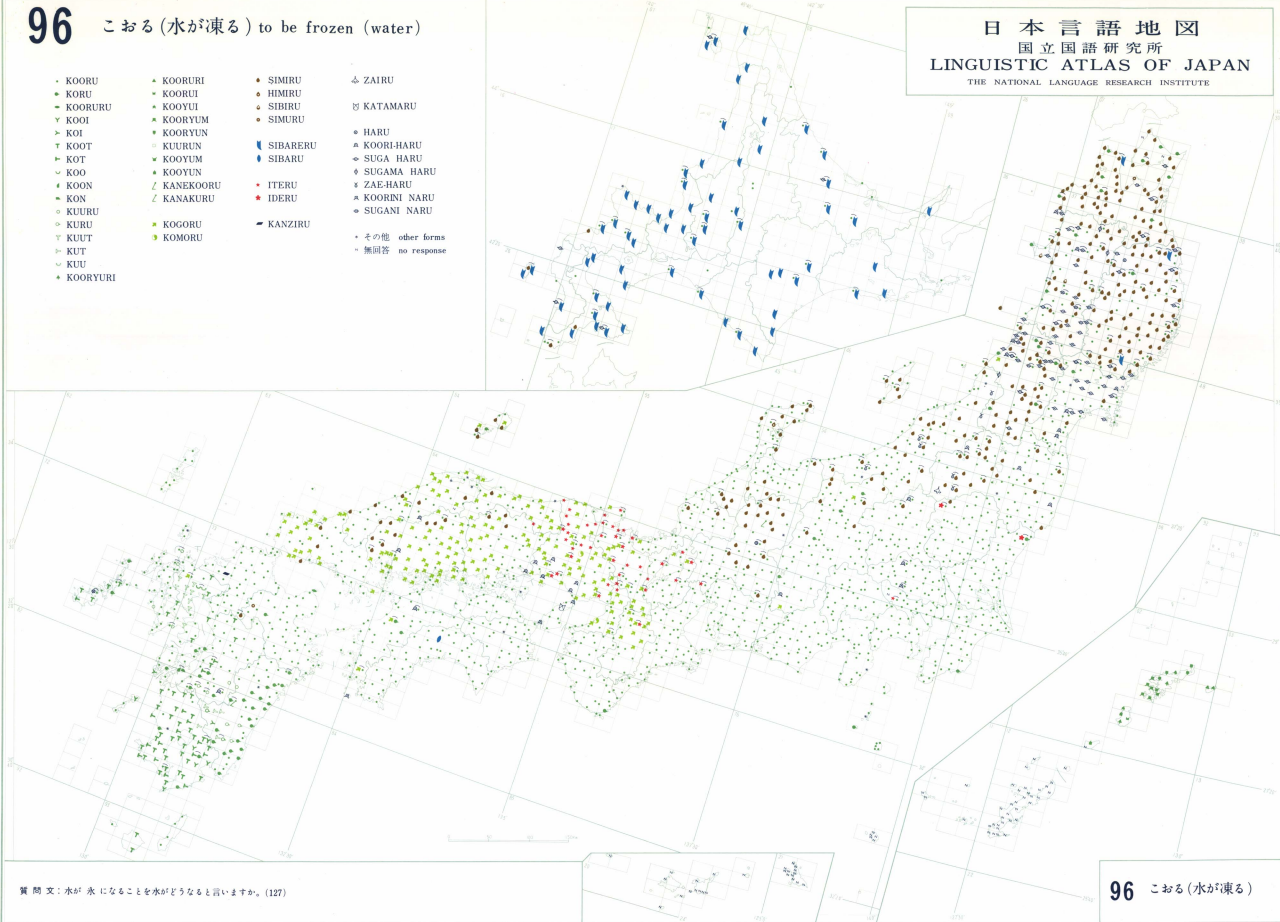 96 こおる(水が凍る) to be frozen (water)
日本言語地図
国立国語研究所
LINGUISTIC ATLAS OF JAPAN
THE NATIONAL LANGUAGE RESEARCH INSTITUTE
KOORU
KORU
KOORURU
KOOI
KOI
KOOT
KOT
KOO
KOON
KON
KUURU
KURU
KUUT
KUT
KUU
KOORYURI
KOORURI
KOORUI
KOOYUI
KOORYUM
KOORYUN
KUURUN
KOOYUM
KOOYUN
KANEKOORU
KANAKURU
KOGORU
KOMORU
SIMIRU
HIMIRU
SIBIRU
SIMURU
SIBARERU
SIBARU
ITERU
IDERU
KANZIRU
ZAIRU
KATAMARU
HARU
KOORI-HARU
SUGA HARU
SUGAMA HARU
ZAE-HARU
KOORINI NARU
SUGANI NARU
その他 other forms
無回答 no response
質問文:水が 氷 になることを水がどうなると言いますか。(127)
96 こおる(水が凍る)